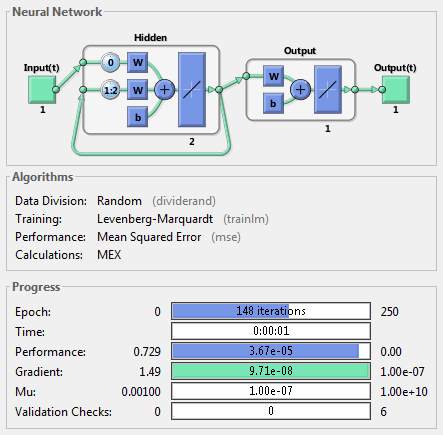 Neural Network
Hidden
Output
Input(t)
Output(t)
0
W
1:2
W
b
W
b
1
2
1
1
Algorithms
Data Division: Random (dividerand)
Training: Levenberg-Marquardt (trainlm)
Performance: Mean Squared Error (mse)
Calculations: MEX
Progress
Epoch: 0 148 iterations 250
Time: 0:00:01
Performance: 0.729 3.67e-05 0.00
Gradient: 1.49 9.71e-08 1.00e-07
Mu: 0.00100 1.00e-07 1.00e+10
Validation Checks: 0 0 6